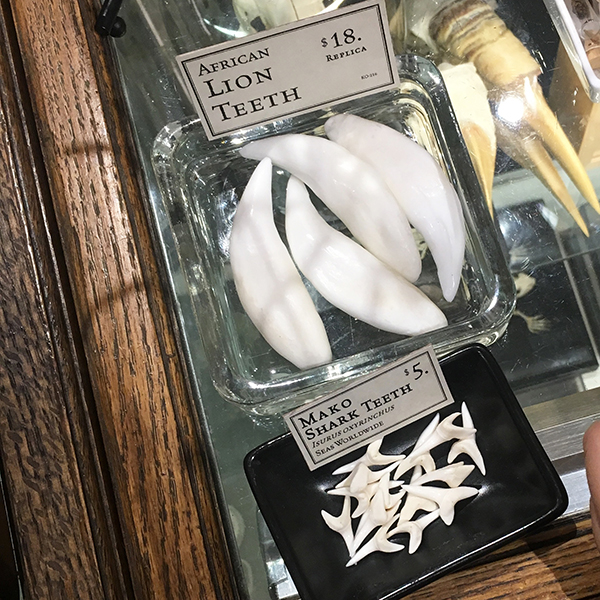 AFRICAN
LION
TEETH
$18.
REPLICA
MAKO
SHARK TEETH
$5.
ISURUS OXYRINCHUS
SEAS WORLDWIDE